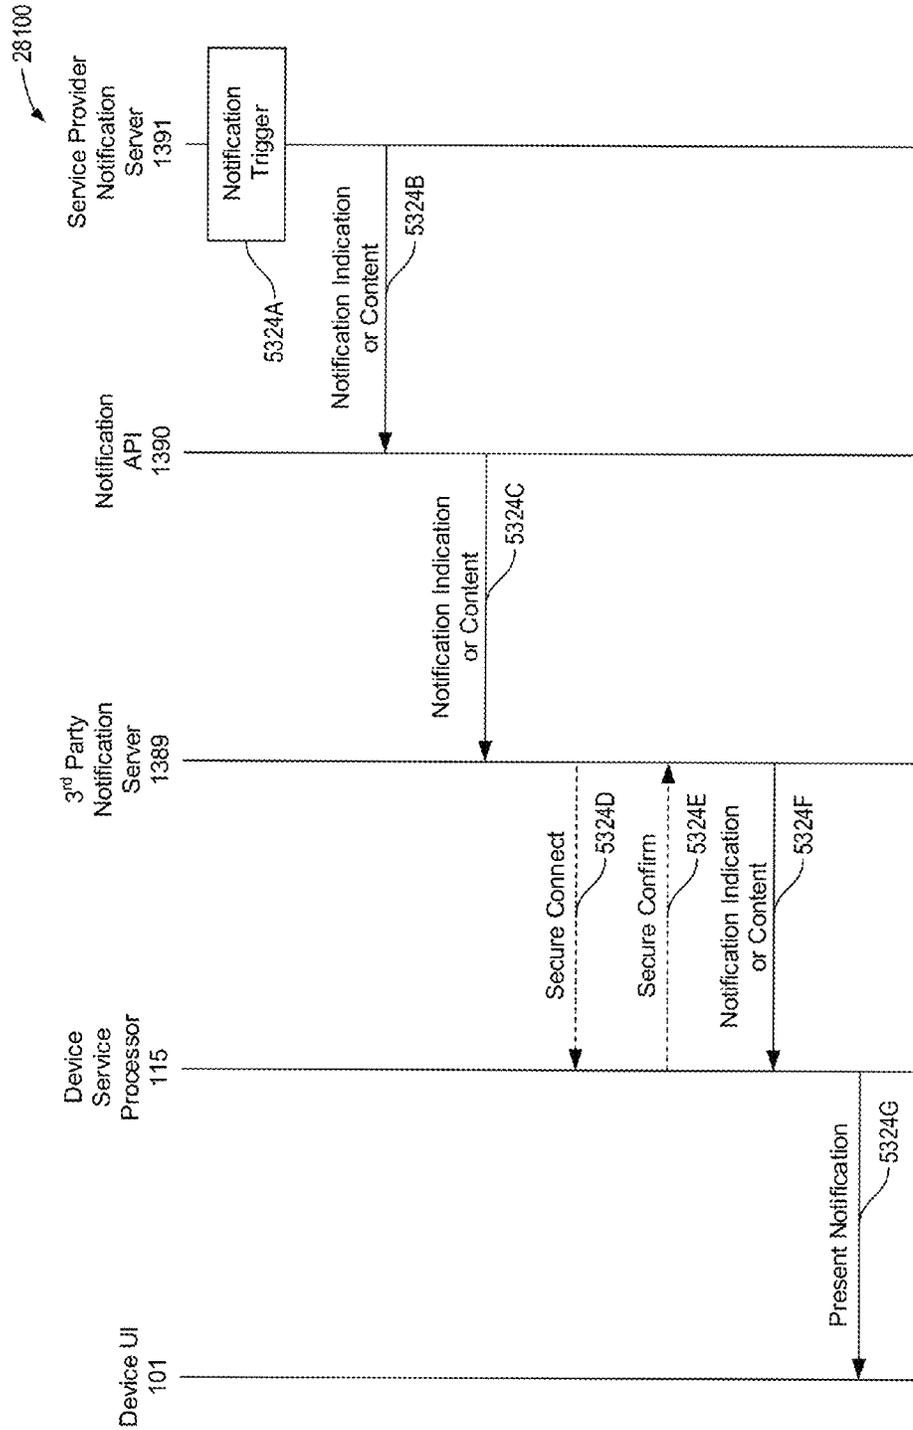 28100
Device UI
101
Device
Service
Processor
115
3rd Party
Notification
Server
1389
Notification
API
1390
Service Provider
Notification
Server
1391
Notification
Trigger
5324A
Notification Indication
or Content
5324B
Notification Indication
or Content
5324C
Secure Connect
5324D
Secure Confirm
5324E
Notification Indication
or Content
5324F
Present Notification
5324G